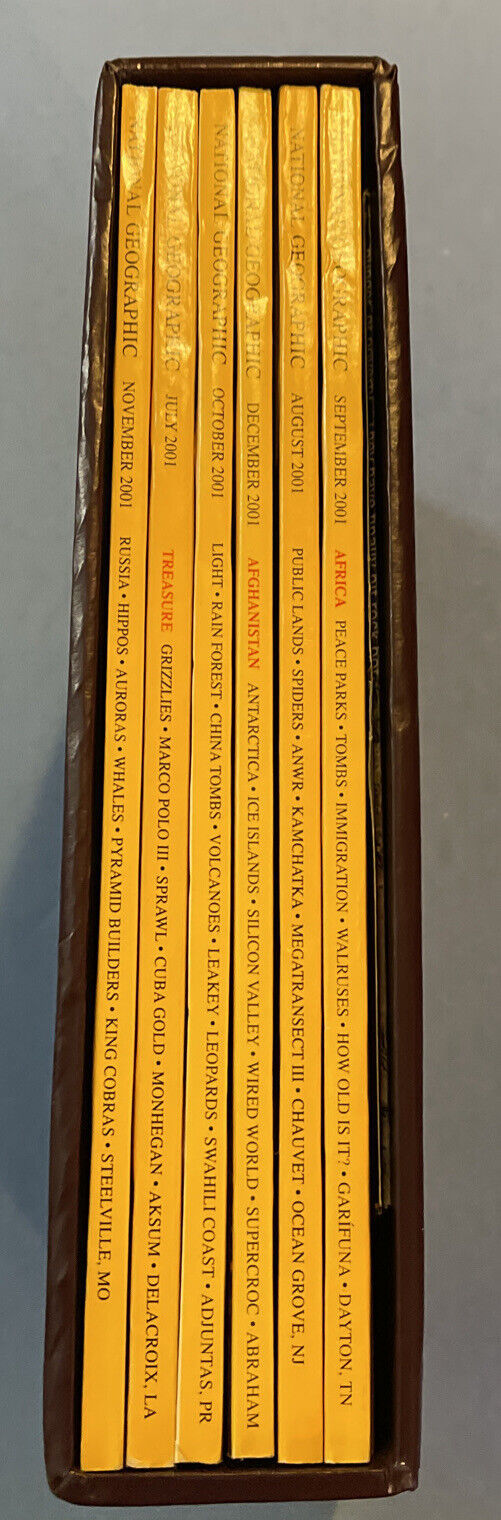 NATIONAL GEOGRAPHIC NOVEMBER 2001 RUSSIA • HIPPOS • AURORAS • WHALES • PYRAMID BUILDERS • KING COBRAS • STEELVILLE, MO
NATIONAL GEOGRAPHIC JULY 2001 TREASURE GRIZZLIES • MARCO POLO III • SPRAWL • CUBA GOLD • MONHEGAN • AKSUM • DELACROIX, LA
NATIONAL GEOGRAPHIC OCTOBER 2001 LIGHT • RAIN FOREST • CHINA TOMBS • VOLCANOES • LEAKEY • LEOPARDS • SWAHILI COAST • ADJUNTAS, PR
NATIONAL GEOGRAPHIC DECEMBER 2001 AFGHANISTAN ANTARCTICA • ICE ISLANDS • SILICON VALLEY • WIRED WORLD • SUPERCROC • ABRAHAM
NATIONAL GEOGRAPHIC AUGUST 2001 PUBLIC LANDS • SPIDERS • ANWR • KAMCHATKA • MEGATRANSECT III • CHAUVET • OCEAN GROVE, NJ
NATIONAL GEOGRAPHIC SEPTEMBER 2001 AFRICA PEACE PARKS • TOMBS • IMMIGRATION • WALRUSES • HOW OLD IS IT? • GARÍFUNA • DAYTON, TN